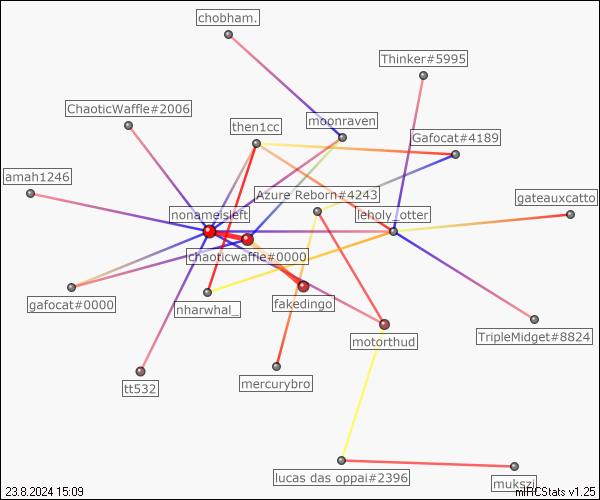 chobham.
Thinker#5995
ChaoticWaffle#2006
moonraven
then1cc
Gafocat#4189
amah1246
Azure Reborn#4243
gateauxcatto
nonameisleft
leholy_otter
chaoticwaffle#0000
gafocat#0000
nharwhal_
fakedingo
motorthud
TripleMidget#8824
tt532
mercurybro
lucas das oppai#2396
mukszi
23.8.2024 15:09
mIRCStats v1.25